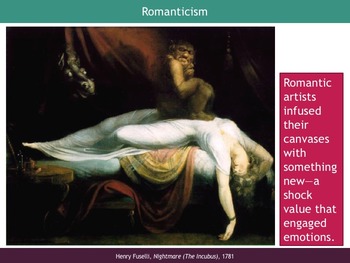 Romanticism
Romantic
artists
infused
their
canvases
with
something
new—a
shock
value that
engaged
emotions.
Henry Fuselli, Nightmare (The Incubus), 1781